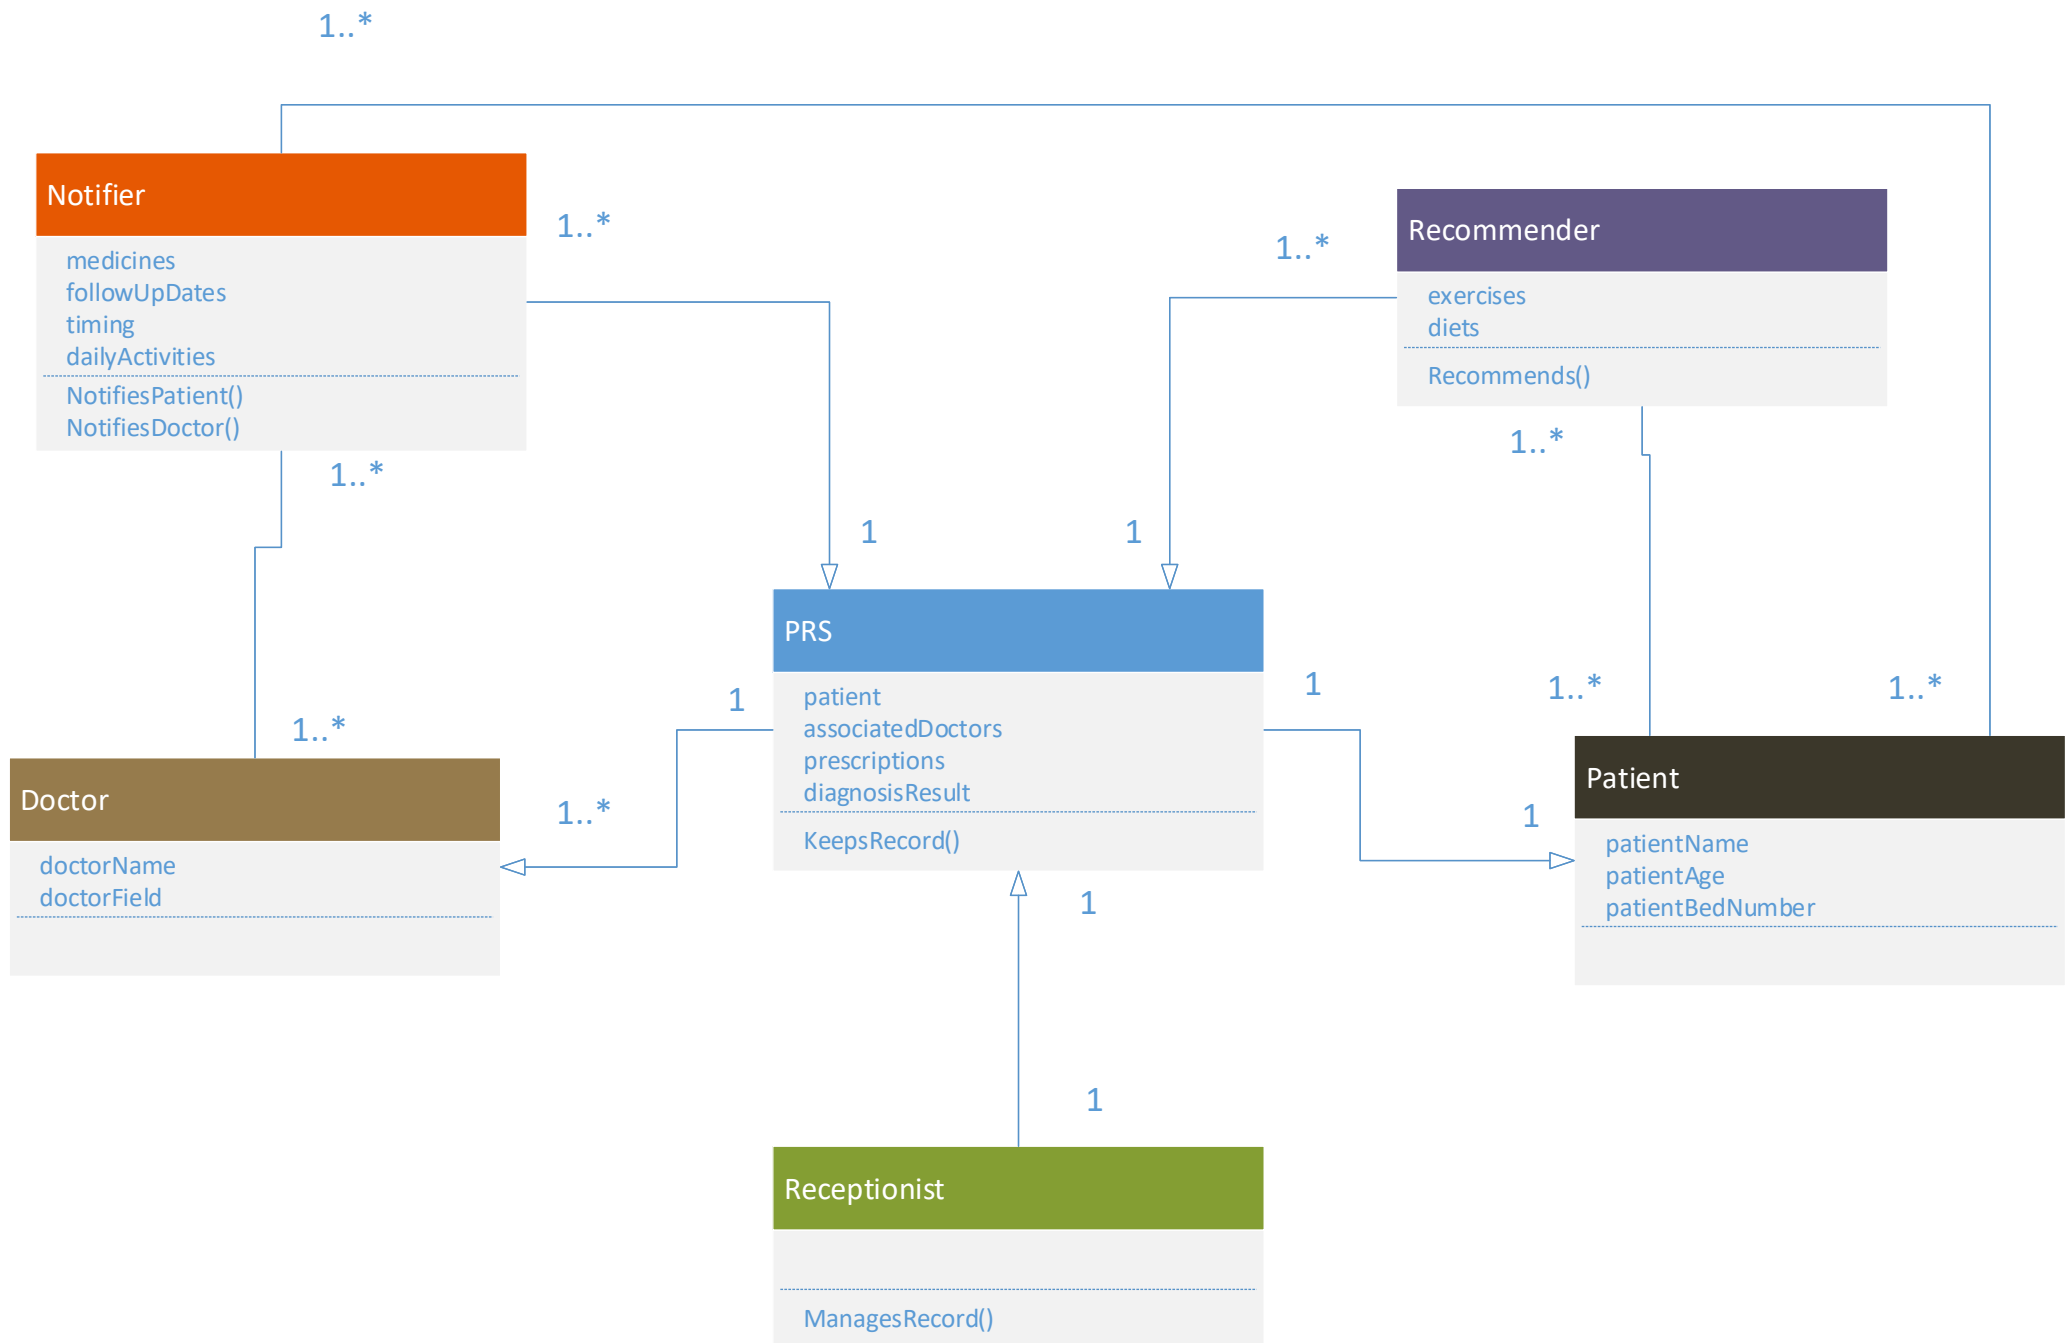 1..*
Notifier
medicines
followUpDates
timing
dailyActivities
NotifiesPatient()
NotifiesDoctor()
1..*
1..*
Recommender
exercises
diets
Recommends()
1..*
1..*
1
1
PRS
patient
associatedDoctors
prescriptions
diagnosisResult
KeepsRecord()
1
1
1..*
1..*
1..*
Doctor
doctorName
doctorField
1..*
1
Patient
patientName
patientAge
patientBedNumber
1
1
Receptionist
ManagesRecord()